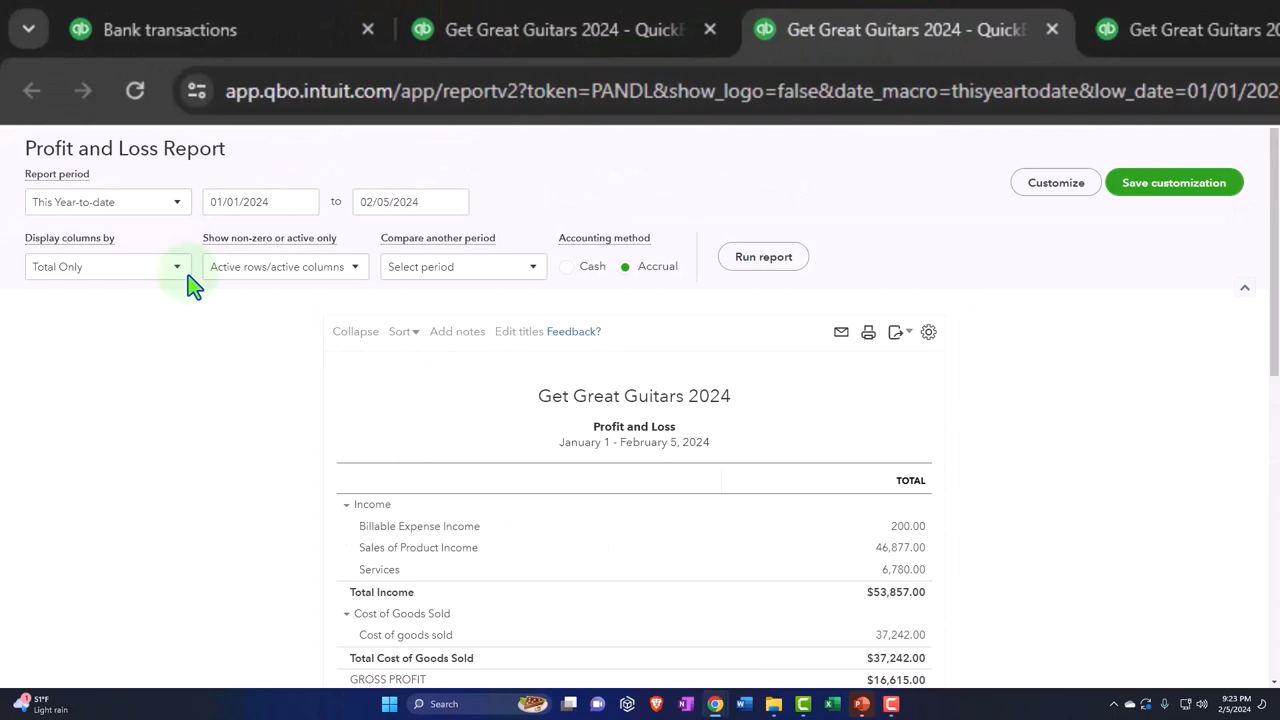 Bank transactions
Get Great Guitars 2024 - QuickB
Get Great Guitars 2024 - QuickB
Get Great Guitars 20
app.qbo.intuit.com/app/reportv2?token=PANDL&show_logo=false&date_macro=thisyeartodate&low_date=01/01/202
Profit and Loss Report
Report period
This Year-to-date
01/01/2024
to
02/05/2024
Customize
Save customization
Display columns by
Show non-zero or active only
Compare another period
Accounting method
Total Only
Active rows/active columns
Select period
Cash
Accrual
Run report
Collapse
Sort
Add notes
Edit titles
Feedback?
Get Great Guitars 2024
Profit and Loss
January 1 - February 5, 2024
TOTAL
Income
Billable Expense Income 200.00
Sales of Product Income 46,877.00
Services 6,780.00
Total Income $53,857.00
Cost of Goods Sold
Cost of goods sold 37,242.00
Total Cost of Goods Sold $37,242.00
GROSS PROFIT $16,615.00
1
51°F
Light rain
Search
9:23 PM
2/5/2024